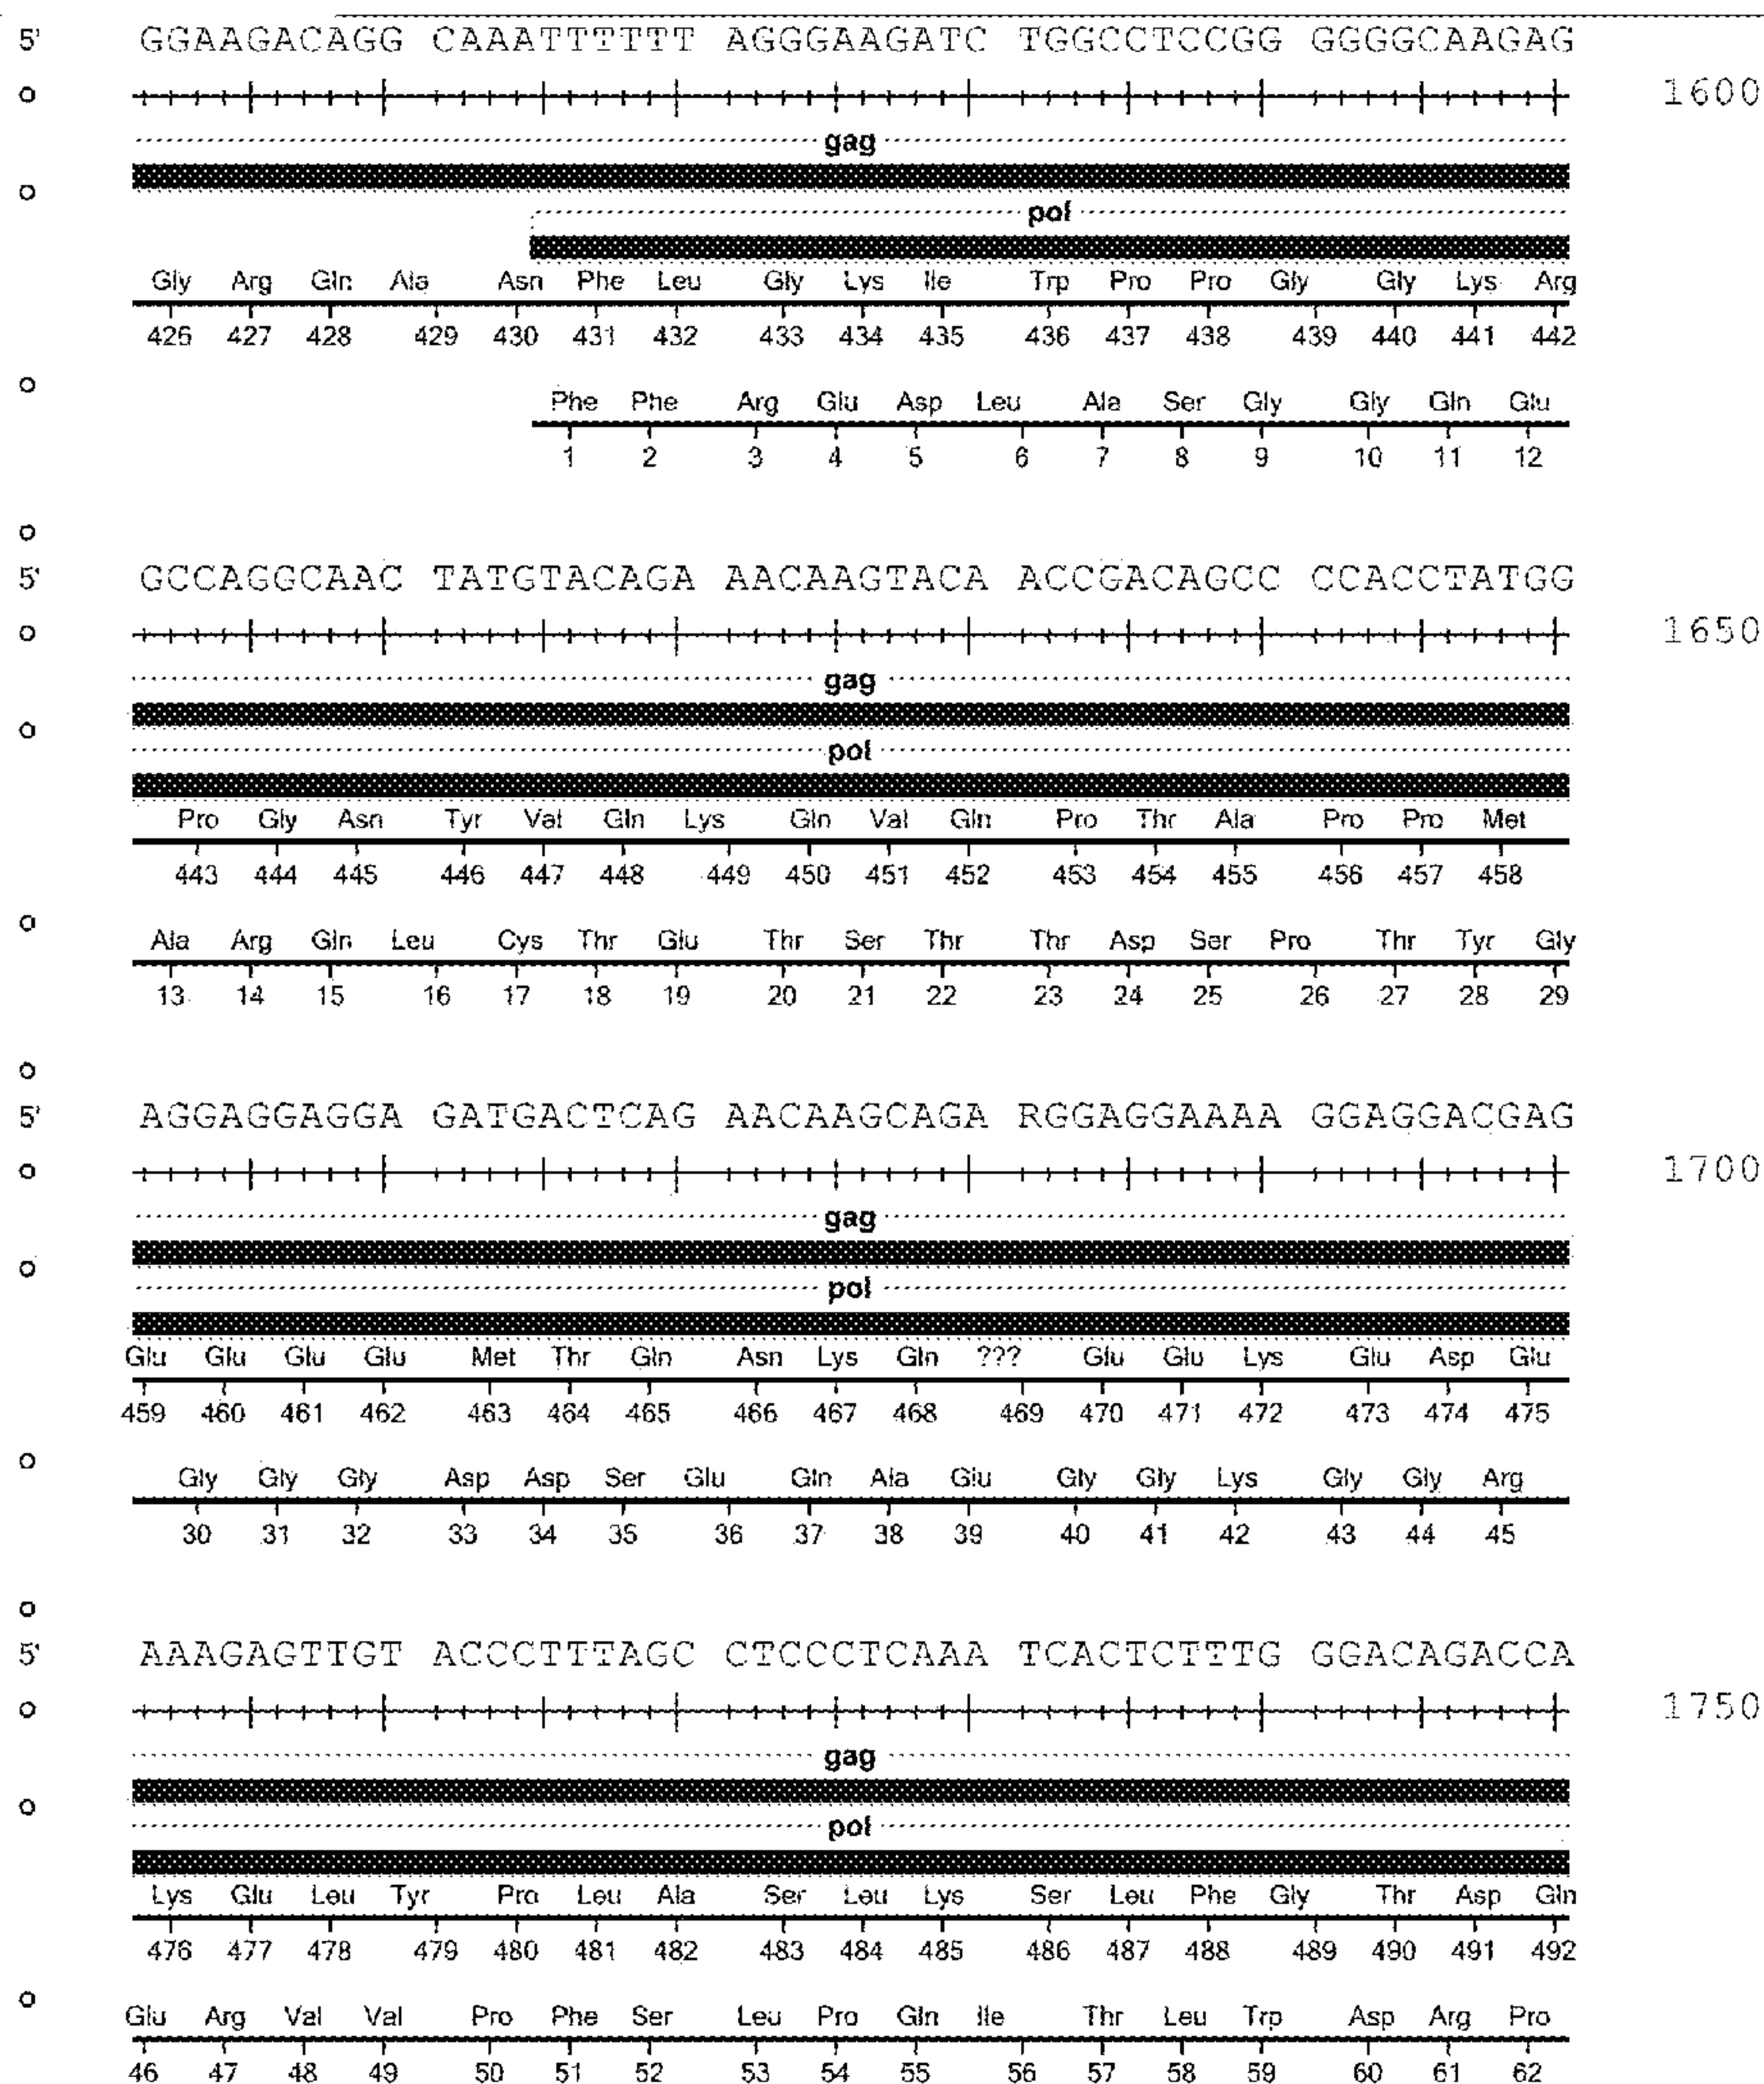 5' GGAAGACAGG CAAATTTTTT AGGGAAGATC TGGCCTCCGG GGGGCAAGAG
o 1600
gag
o
pol
Gly Arg Gln Ala Asn Phe Leu Gly Lys Ile Trp Pro Pro Gly Gly Lys Arg
426 427 428 429 430 431 432 433 434 435 436 437 438 439 440 441 442
o
Phe Phe Arg Glu Asp Leu Ala Ser Gly Gly Gln Glu
1 2 3 4 5 6 7 8 9 10 11 12
o
5' GCCAGGCAAC TATGTACAGA AACAAGTACA ACCGACAGCC CCACCTATGG
o 1650
gag
o
pol
Pro Gly Asn Tyr Val Gln Lys Gln Val Gln Pro Thr Ala Pro Pro Met
443 444 445 446 447 448 449 450 451 452 453 454 455 456 457 458
o
Ala Arg Gln Leu Cys Thr Glu Thr Ser Thr Thr Asp Ser Pro Thr Tyr Gly
13 14 15 16 17 18 19 20 21 22 23 24 25 26 27 28 29
o
5' AGGAGGAGGA GATGACTCAG AACAAGCAGA RGGAGGAAAA GGAGGACGAG
o 1700
gag
o
pol
Glu Glu Glu Glu Met Thr Gln Asn Lys Gln ??? Glu Glu Lys Glu Asp Glu
459 460 461 462 463 464 465 466 467 468 469 470 471 472 473 474 475
o
Gly Gly Gly Asp Asp Ser Glu Gln Ala Glu Gly Gly Lys Gly Gly Arg
30 31 32 33 34 35 36 37 38 39 40 41 42 43 44 45
o
5' AAAGAGTTGT ACCCTTTAGC CTCCCTCAAA TCACTCTTTG GGACAGACCA
o 1750
gag
o
pol
Lys Glu Leu Tyr Pro Leu Ala Ser Leu Lys Ser Leu Phe Gly Thr Asp Gln
476 477 478 479 480 481 482 483 484 485 486 487 488 489 490 491 492
o
Glu Arg Val Val Pro Phe Ser Leu Pro Gln Ile Thr Leu Trp Asp Arg Pro
46 47 48 49 50 51 52 53 54 55 56 57 58 59 60 61 62